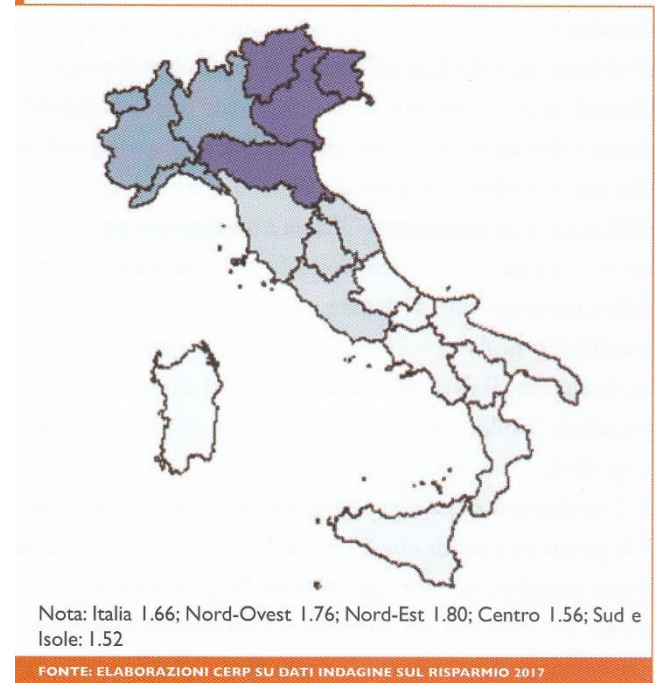 Nota: Italia 1.66; Nord-Ovest 1.76; Nord-Est 1.80; Centro 1.56; Sud e
Isole: 1.52
FONTE: ELABORAZIONI CERP SU DATI INDAGINE SUL RISPARMIO 2017